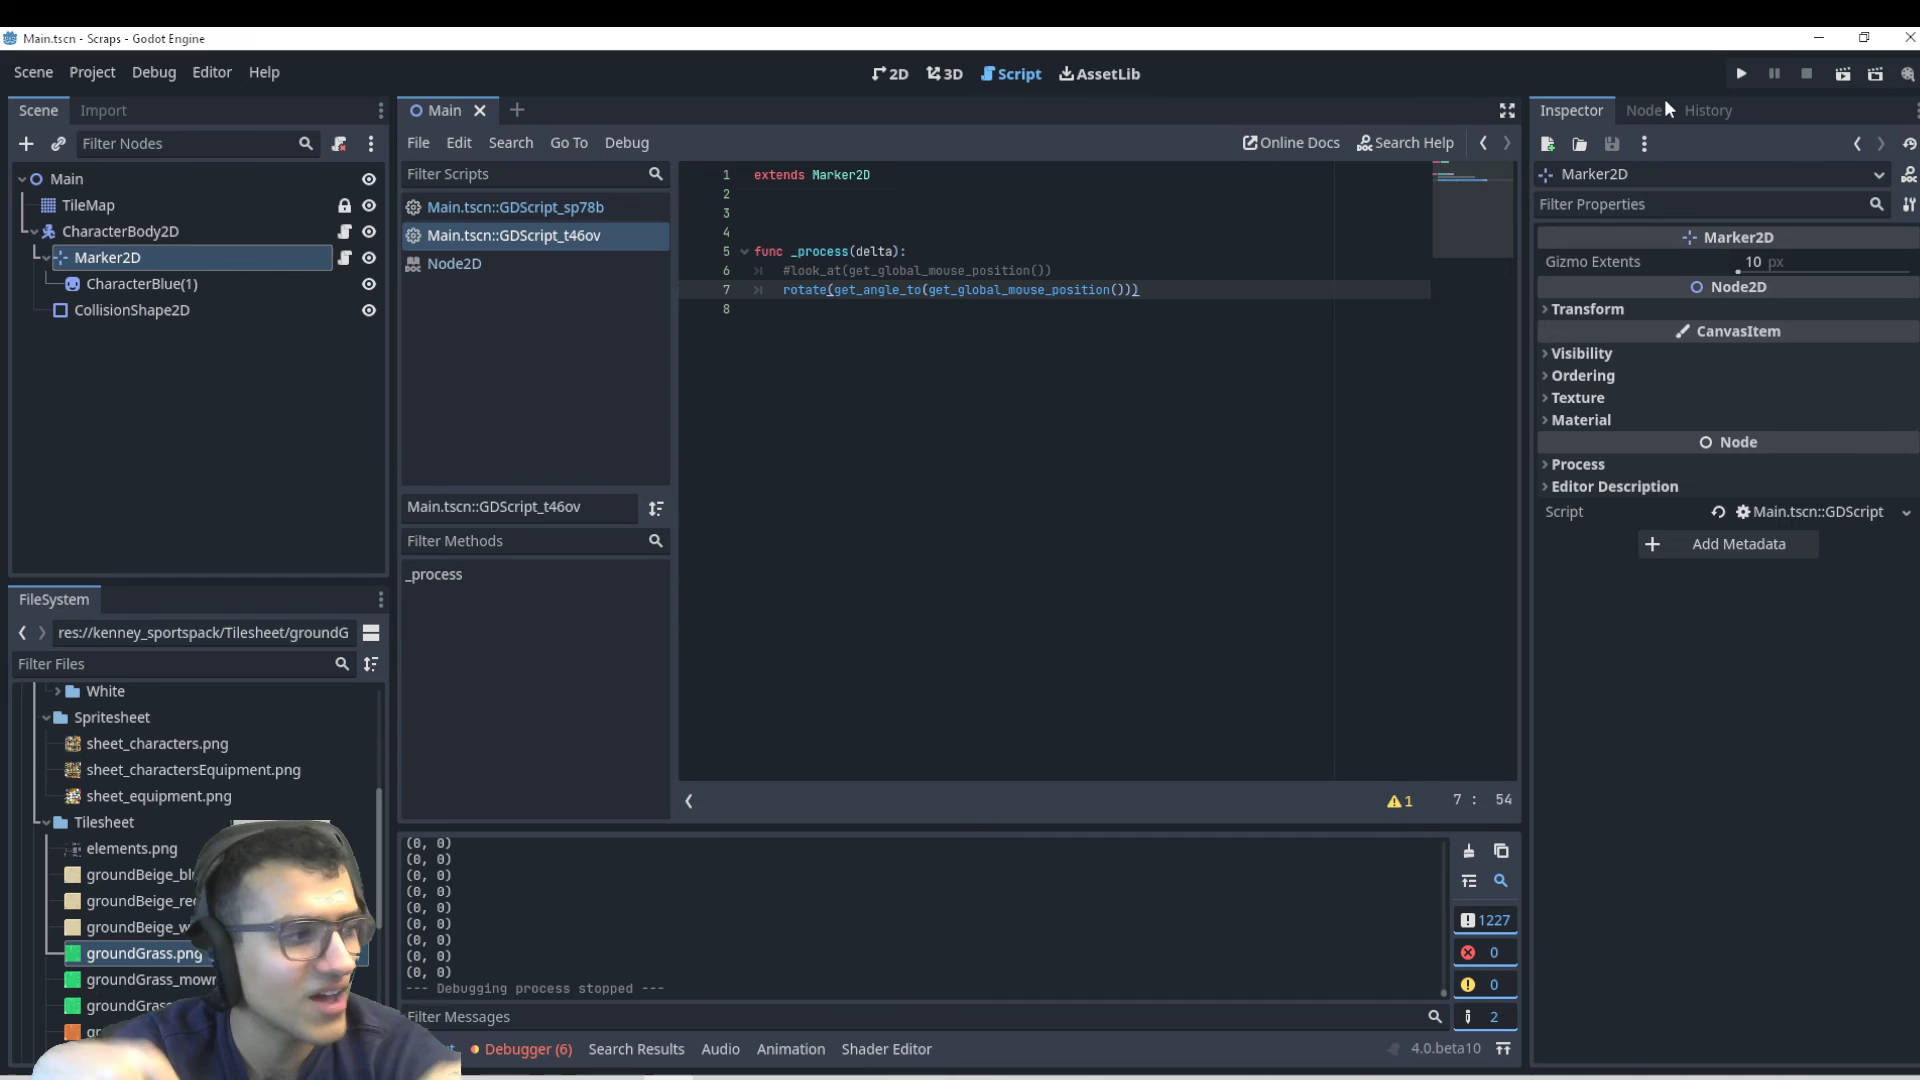 Main.tscn - Scraps - Godot Engine
Scene Project Debug Editor Help
2D 3D Script AssetLib
Scene Import
Filter Nodes
Main
TileMap
CharacterBody2D
Marker2D
CharacterBlue(1)
CollisionShape2D
FileSystem
res://kenney_sportspack/Tilesheet/groundG
Filter Files
White
Spritesheet
sheet_characters.png
sheet_charactersEquipment.png
sheet_equipment.png
Tilesheet
elements.png
groundBeige_bl
groundBeige_re
groundBeige_w
groundGrass.png
groundGrass_mow
groundGrass
Main
File Edit Search Go To Debug
Online Docs Search Help
Filter Scripts
Main.tscn::GDScript_sp78b
Main.tscn::GDScript_t46ov
Node2D
Main.tscn::GDScript_t46ov
Filter Methods
_process
1 extends Marker2D
2
3
4
5 func _process(delta):
6 #look_at(get_global_mouse_position())
7 rotate(get_angle_to(get_global_mouse_position()))
8
1 7 : 54
(0, 0)
(0, 0)
(0, 0)
(0, 0)
(0, 0)
(0, 0)
(0, 0)
(0, 0)
(0, 0)
--- Debugging process stopped ---
Filter Messages
1227
0
0
2
Debugger (6) Search Results Audio Animation Shader Editor
4.0.beta10
Inspector Node History
Marker2D
Filter Properties
Marker2D
Gizmo Extents 10 px
Node2D
Transform
CanvasItem
Visibility
Ordering
Texture
Material
Node
Process
Editor Description
Script Main.tscn::GDScript
Add Metadata